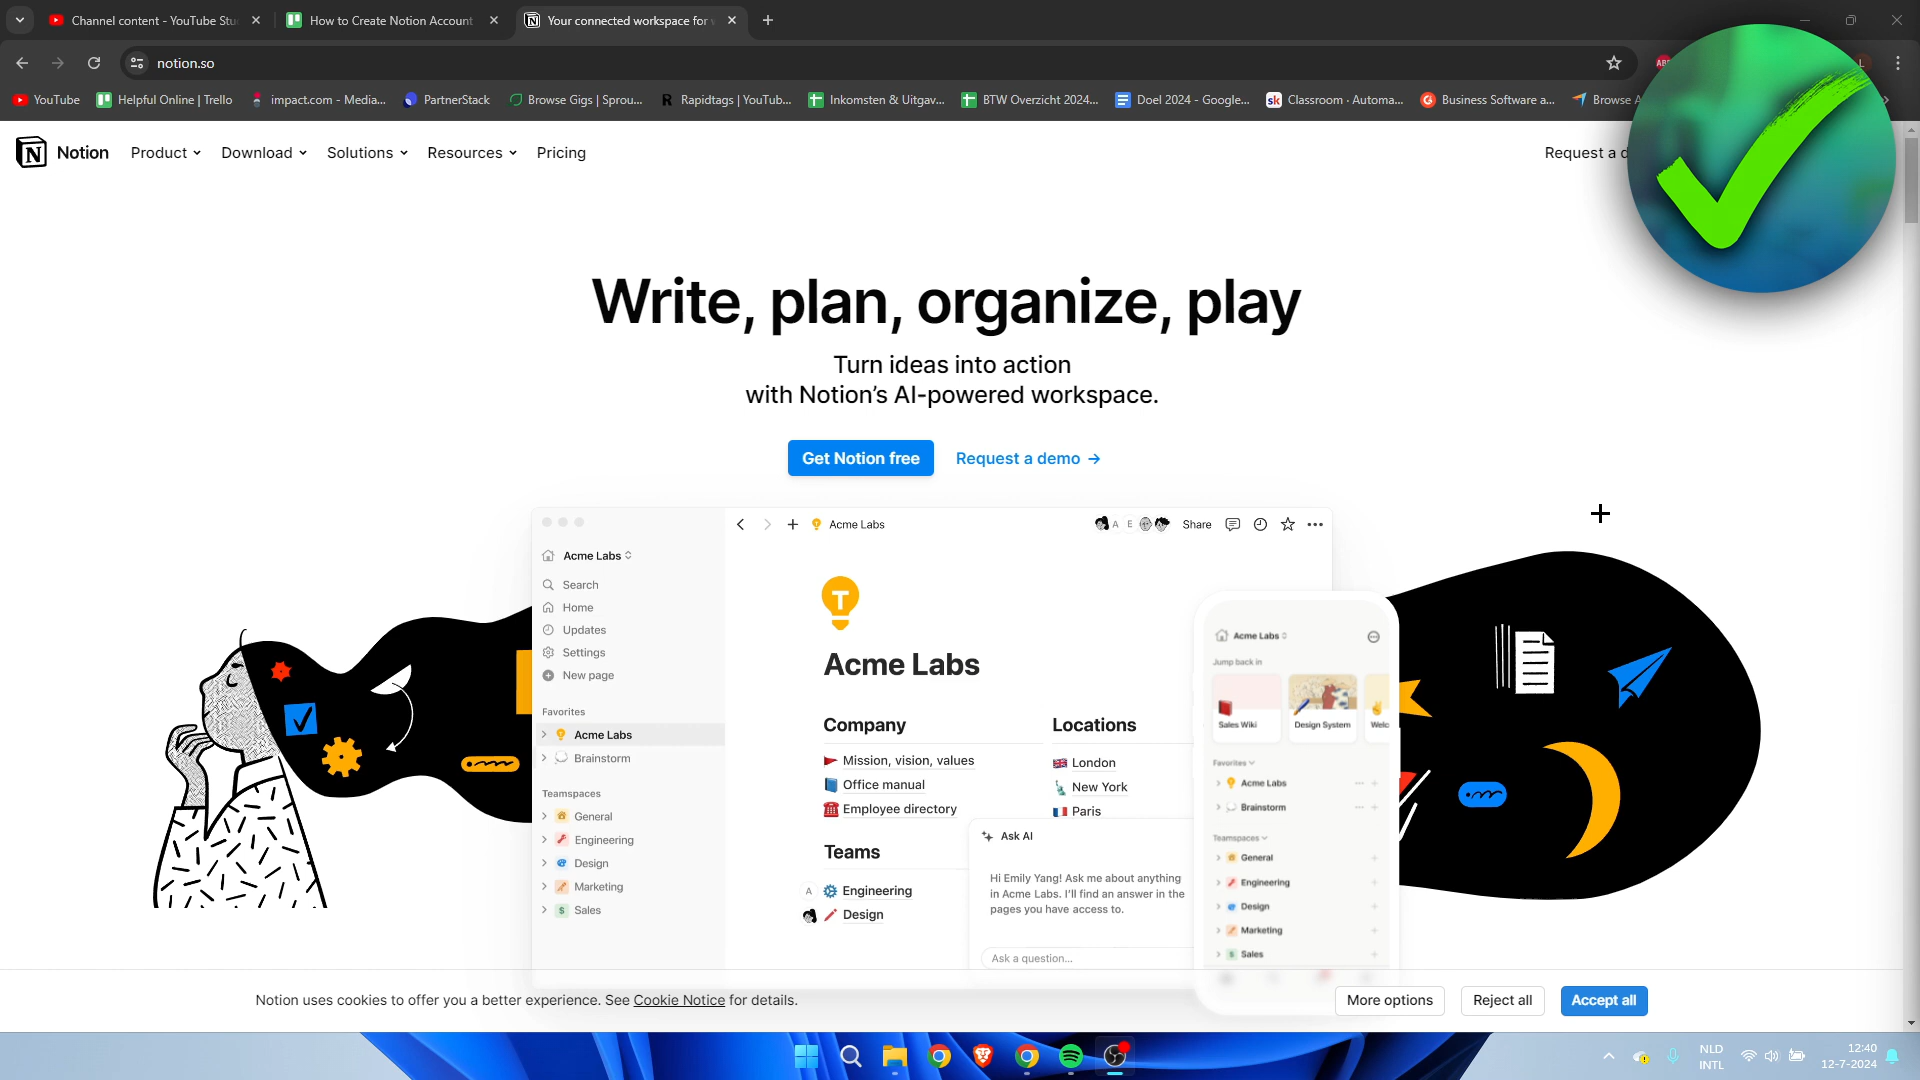 Channel content - YouTube Stu
How to Create Notion Account
Your connected workspace for
notion.so
YouTube
Helpful Online | Trello
impact.com - Media...
PartnerStack
Browse Gigs | Sprou...
Rapidtags | YouTub...
Inkomsten & Uitgav...
BTW Overzicht 2024...
Doel 2024 - Google...
Classroom · Automa...
Business Software a...
Browse
Notion
Product
Download
Solutions
Resources
Pricing
Request a d
Write, plan, organize, play
Turn ideas into action
with Notion’s AI-powered workspace.
Get Notion free
Request a demo →
Acme Labs
Search
Home
Updates
Settings
New page
Favorites
Acme Labs
Brainstorm
Teamspaces
General
Engineering
Design
Marketing
Sales
Acme Labs
A
E
Share
T
Acme Labs
Company
Mission, vision, values
Office manual
Employee directory
Locations
London
New York
Paris
Teams
A
Engineering
Design
Ask AI
Hi Emily Yang! Ask me about anything
in Acme Labs. I’ll find an answer in the
pages you have access to.
Ask a question...
Acme Labs
Jump back in
Sales Wiki
Design System
Welc
Favorites
Acme Labs
Brainstorm
Teamspaces
General
Engineering
Design
Marketing
Sales
Notion uses cookies to offer you a better experience. See Cookie Notice for details.
More options
Reject all
Accept all
NLD
INTL
12:40
12-7-2024